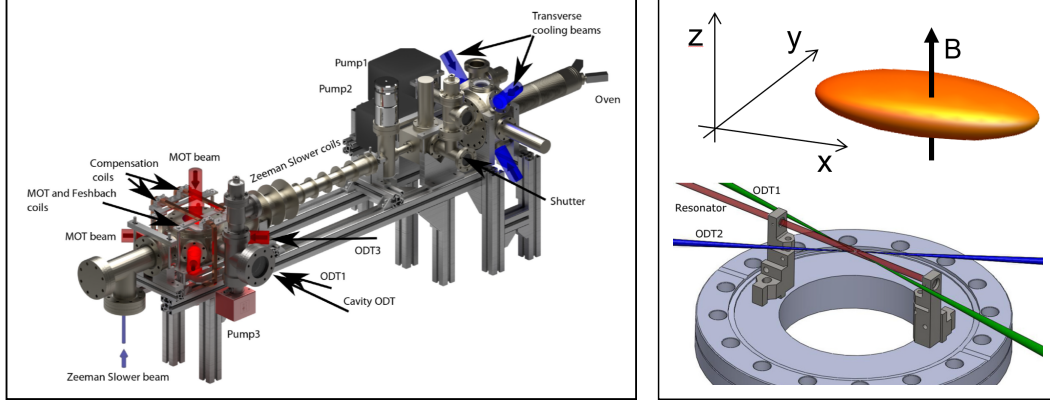 Transverse
cooling beams
Pump1
Pump2
Oven
Zeeman Slower coils
Compensation
coils
MOT beam
MOT and Feshbach
coils
Shutter
MOT beam
ODT3
ODT1
Cavity ODT
Pump3
Zeeman Slower beam
z
y
B
x
ODT1
Resonator
ODT2